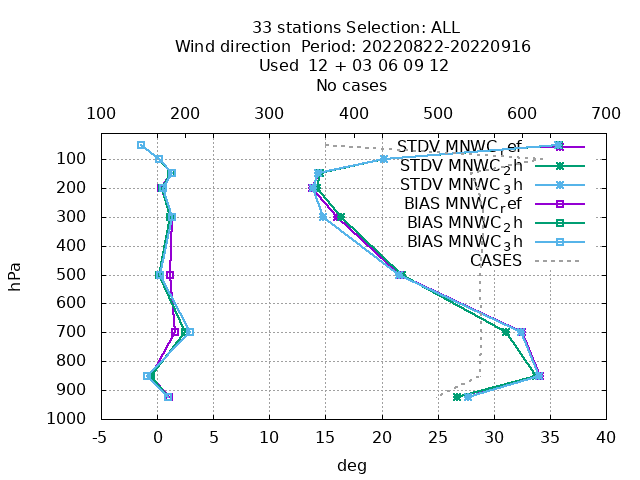 33 stations Selection: ALL
Wind direction  Period: 20220822-20220916
Used  12 + 03 06 09 12
No cases
100 200 300 400 500 600 700
STDV MNWC_ref
STDV MNWC_2h
STDV MNWC_3h
BIAS MNWC_ref
BIAS MNWC_2h
BIAS MNWC_3h
CASES
100
200
300
400
500
600
700
800
900
1000
hPa
-5 0 5 10 15 20 25 30 35 40
deg